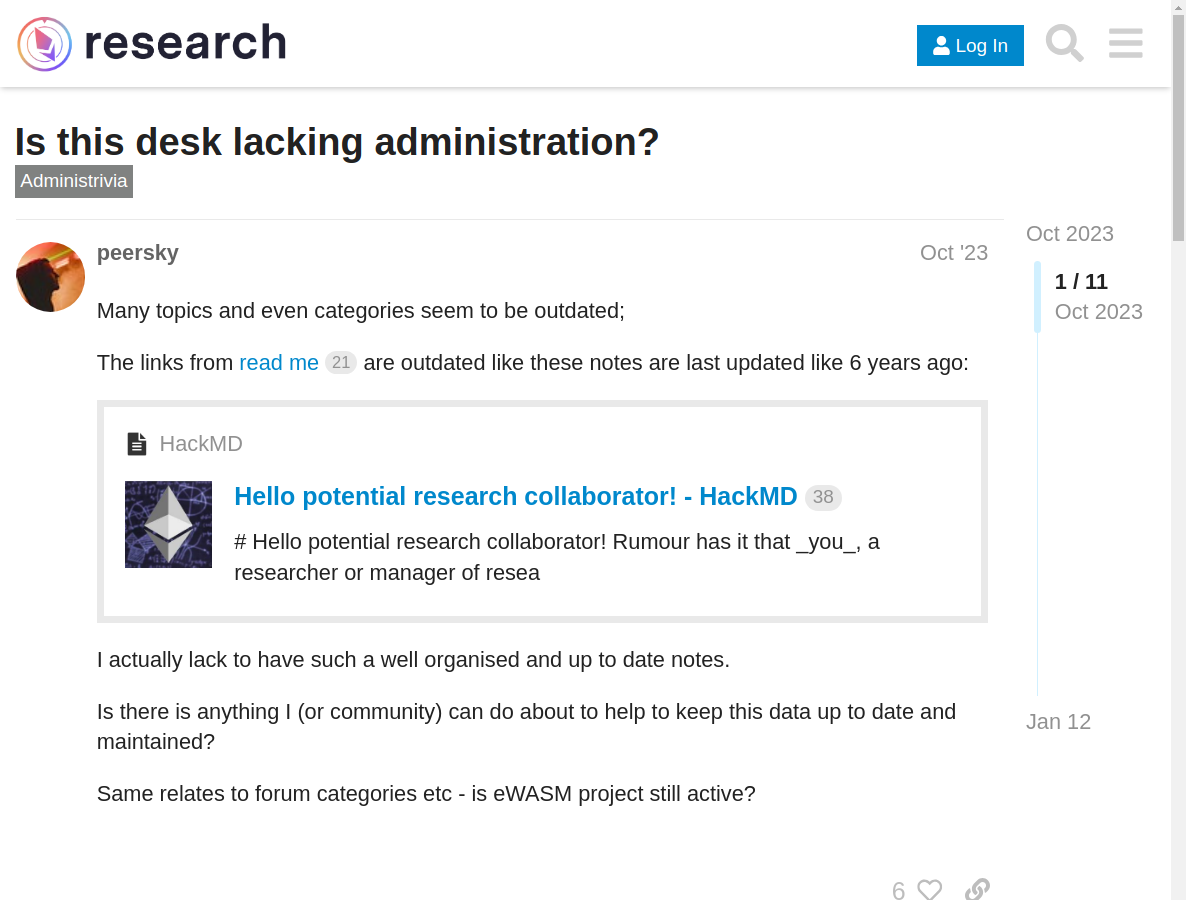 research
Log In
Is this desk lacking administration?
Administrivia
peersky
Oct '23
Many topics and even categories seem to be outdated;
The links from read me 21 are outdated like these notes are last updated like 6 years ago:
HackMD
Hello potential research collaborator! - HackMD 38
# Hello potential research collaborator! Rumour has it that _you_, a
researcher or manager of resea
I actually lack to have such a well organised and up to date notes.
Is there is anything I (or community) can do about to help to keep this data up to date and
maintained?
Same relates to forum categories etc - is eWASM project still active?
6
Oct 2023
1 / 11
Oct 2023
Jan 12